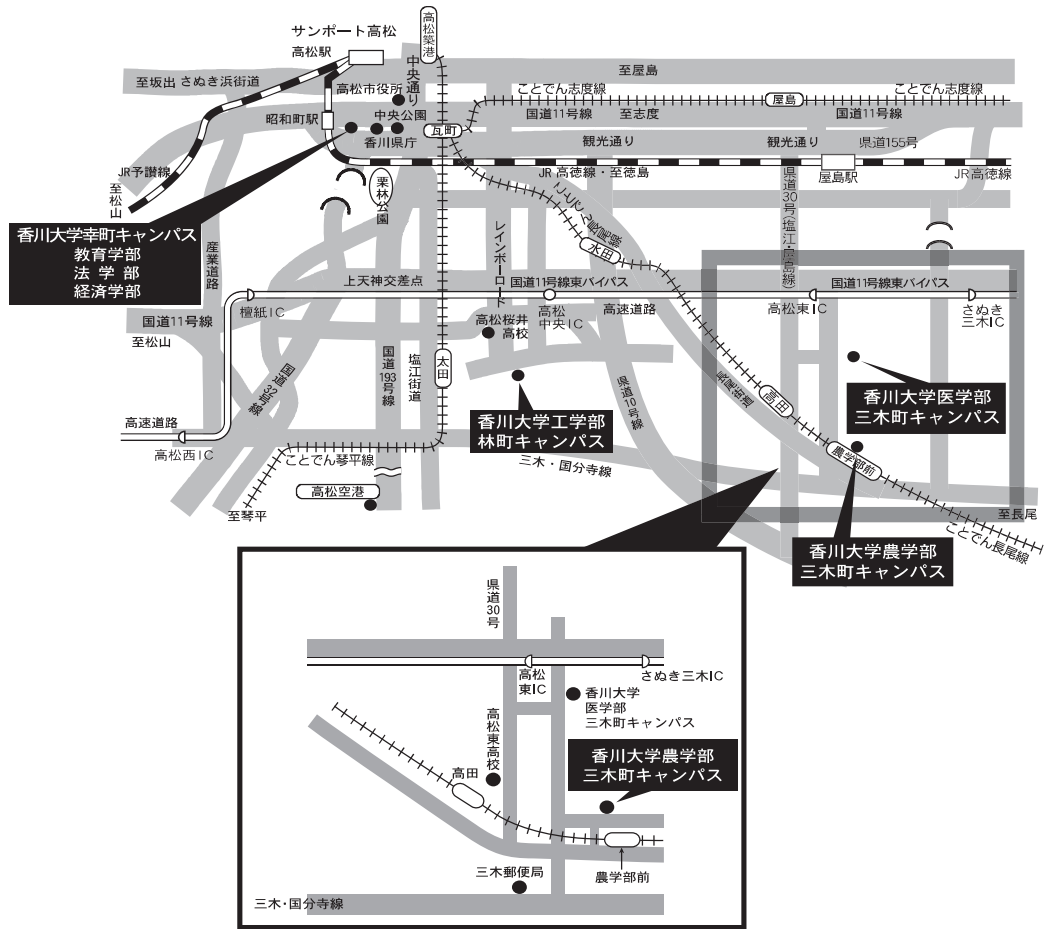 サンポート高松
高松駅
高松築港
中央通り
至坂出 さぬき浜街道
至屋島
高松市役所
ことでん志度線
屋島
ことでん志度線
国道11号線
至志度
国道11号線
昭和町駅
中央公園
瓦町
香川県庁
観光通り
観光通り
県道155号
JR予讃線
至松山
JR高徳線・至徳島
屋島駅
JR高徳線
栗林公園
ことでん長尾線
水田
県道30号(塩江・庵島線)
レインボーロード
香川大学幸町キャンパス
教育学部
法 学 部
経済学部
産業道路
上天神交差点
国道11号線東バイパス
国道11号線東バイパス
檀紙IC
高松
中央IC
高速道路
高松東IC
さぬき
三木IC
国道11号線
至松山
高松桜井
高校
国道32号線
国道193号線
塩江街道
太田
県道10号線
長尾街道
高田
香川大学医学部
三木町キャンパス
香川大学工学部
林町キャンパス
高速道路
高松西IC
ことでん琴平線
三木・国分寺線
農学部前
高松空港
至琴平
至長尾
ことでん長尾線
香川大学農学部
三木町キャンパス
県道30号
高松
東IC
さぬき三木IC
香川大学
医学部
三木町キャンパス
高松東高校
香川大学農学部
三木町キャンパス
高田
三木郵便局
農学部前
三木・国分寺線